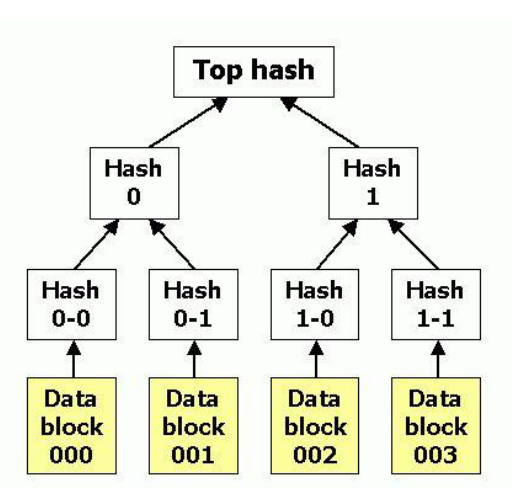 Top hash
Hash
0
Hash
1
Hash
0-0
Hash
0-1
Hash
1-0
Hash
1-1
Data
block
000
Data
block
001
Data
block
002
Data
block
003